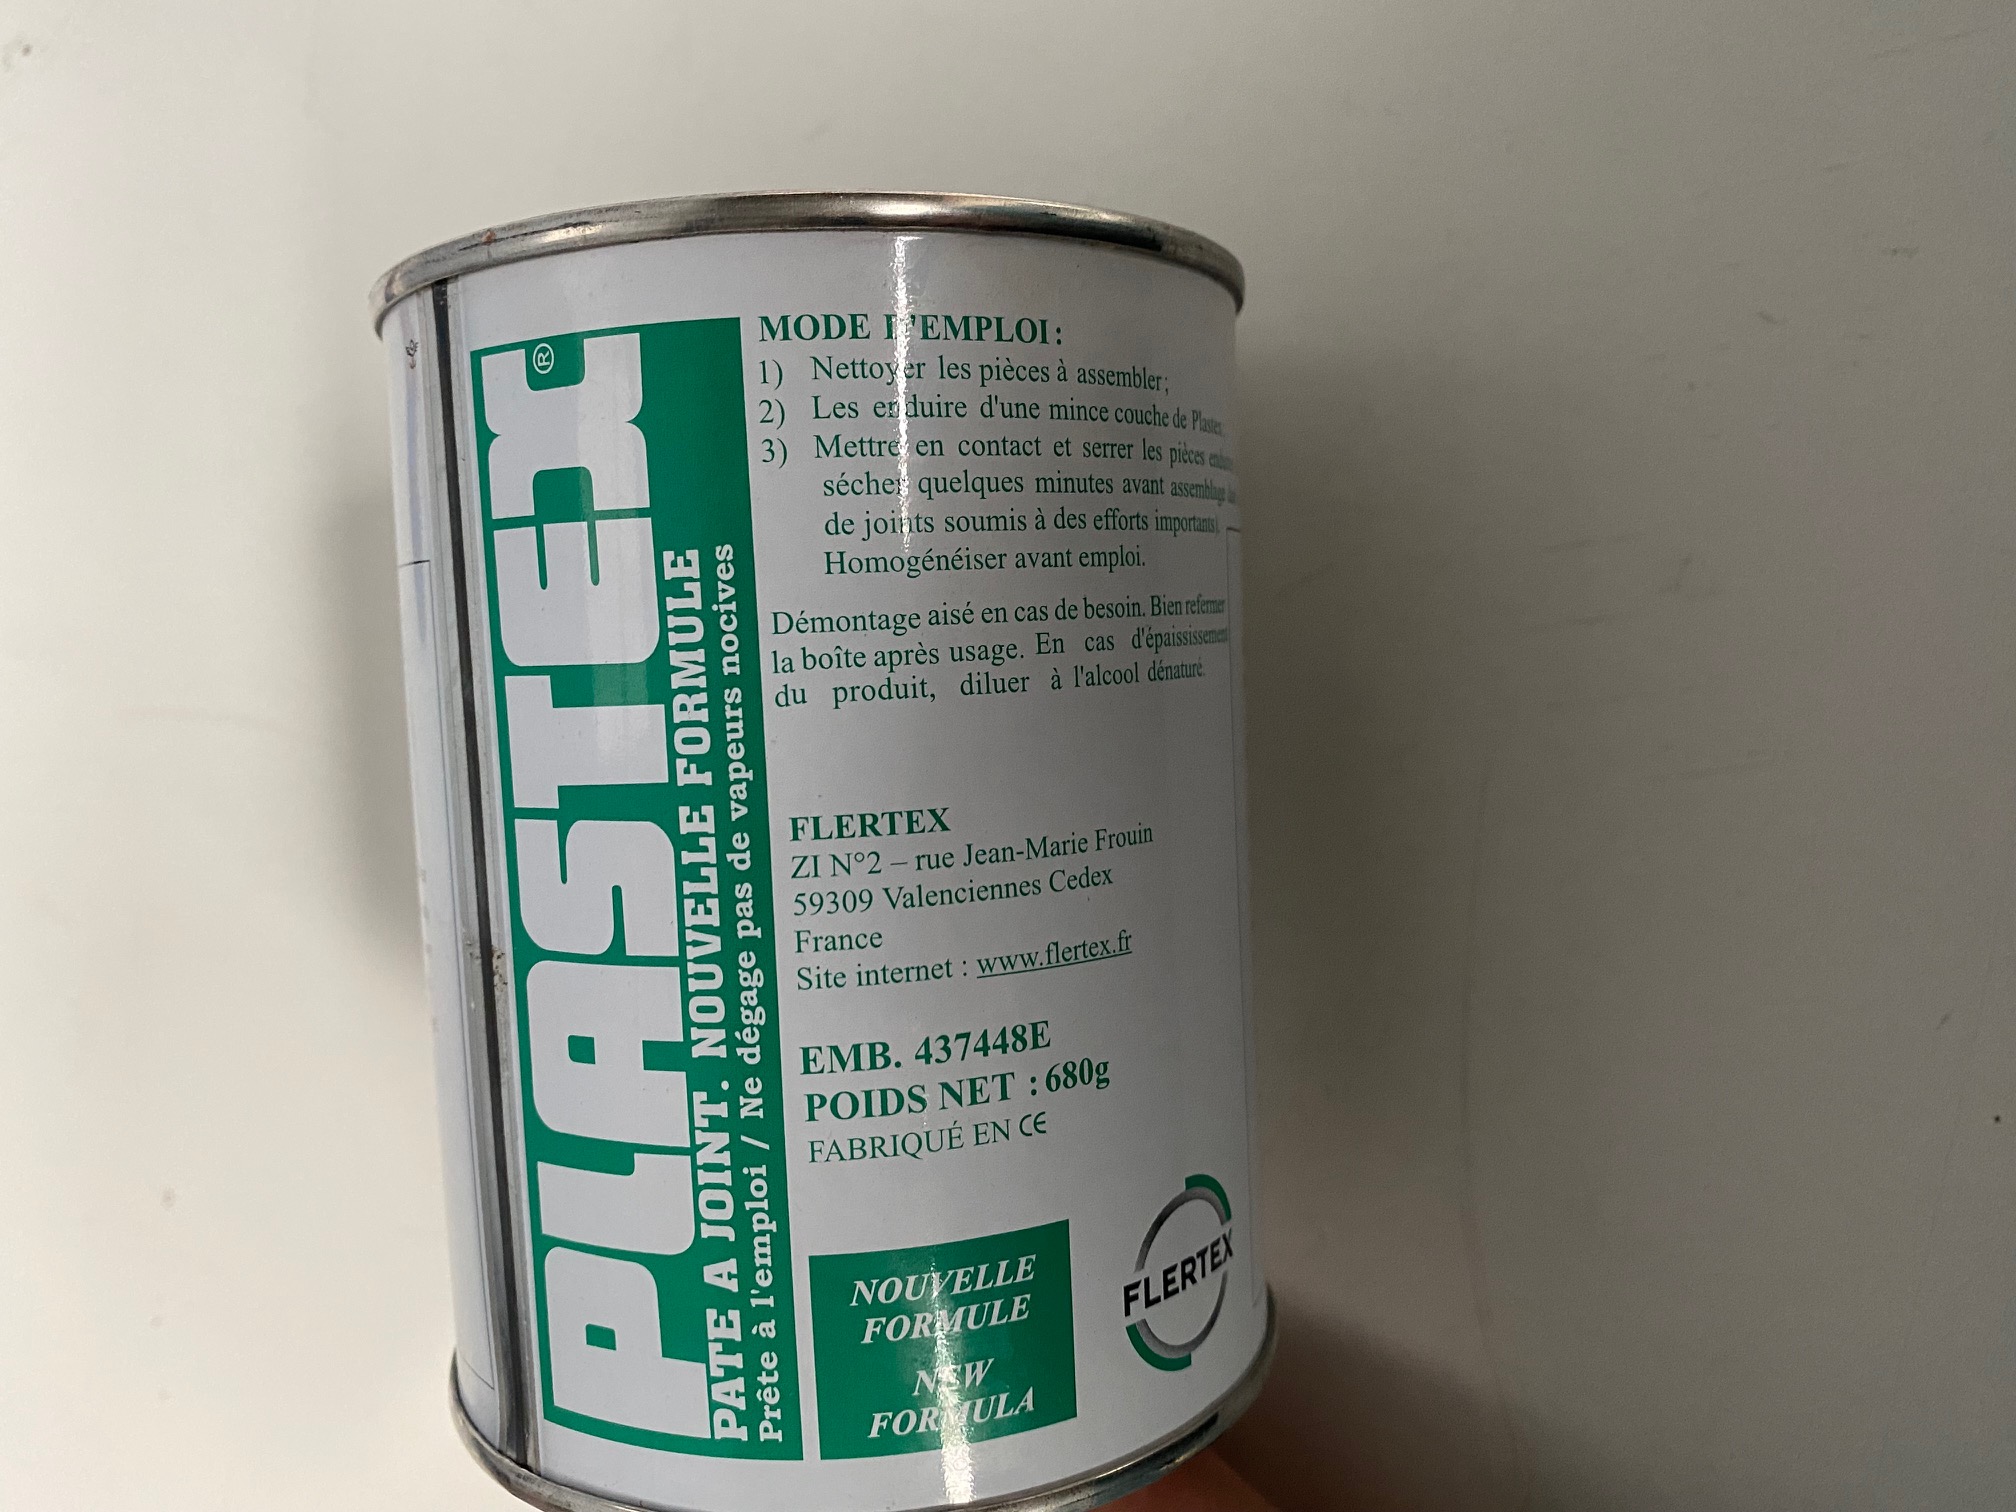 PLASTEX®
PATE A JOINT. NOUVELLE FORMULE
Prête à l'emploi / Ne dégage pas de vapeurs nocives
MODE D'EMPLOI :
1) Nettoyer les pièces à assembler ;
2) Les enduire d'une mince couche de Plastex.
3) Mettre en contact et serrer les pièces
sécher quelques minutes avant assemblage
de joints soumis à des efforts importants).
Homogénéiser avant emploi.
Démontage aisé en cas de besoin. Bien refermer
la boîte après usage. En cas d'épaississement
du produit, diluer à l'alcool dénaturé.
FLERTEX
ZI N°2 – rue Jean-Marie Frouin
59309 Valenciennes Cedex
France
Site internet : www.flertex.fr
EMB. 437448E
POIDS NET : 680g
FABRIQUÉ EN CE
NOUVELLE
FORMULE
NEW
FORMULA
FLERTEX